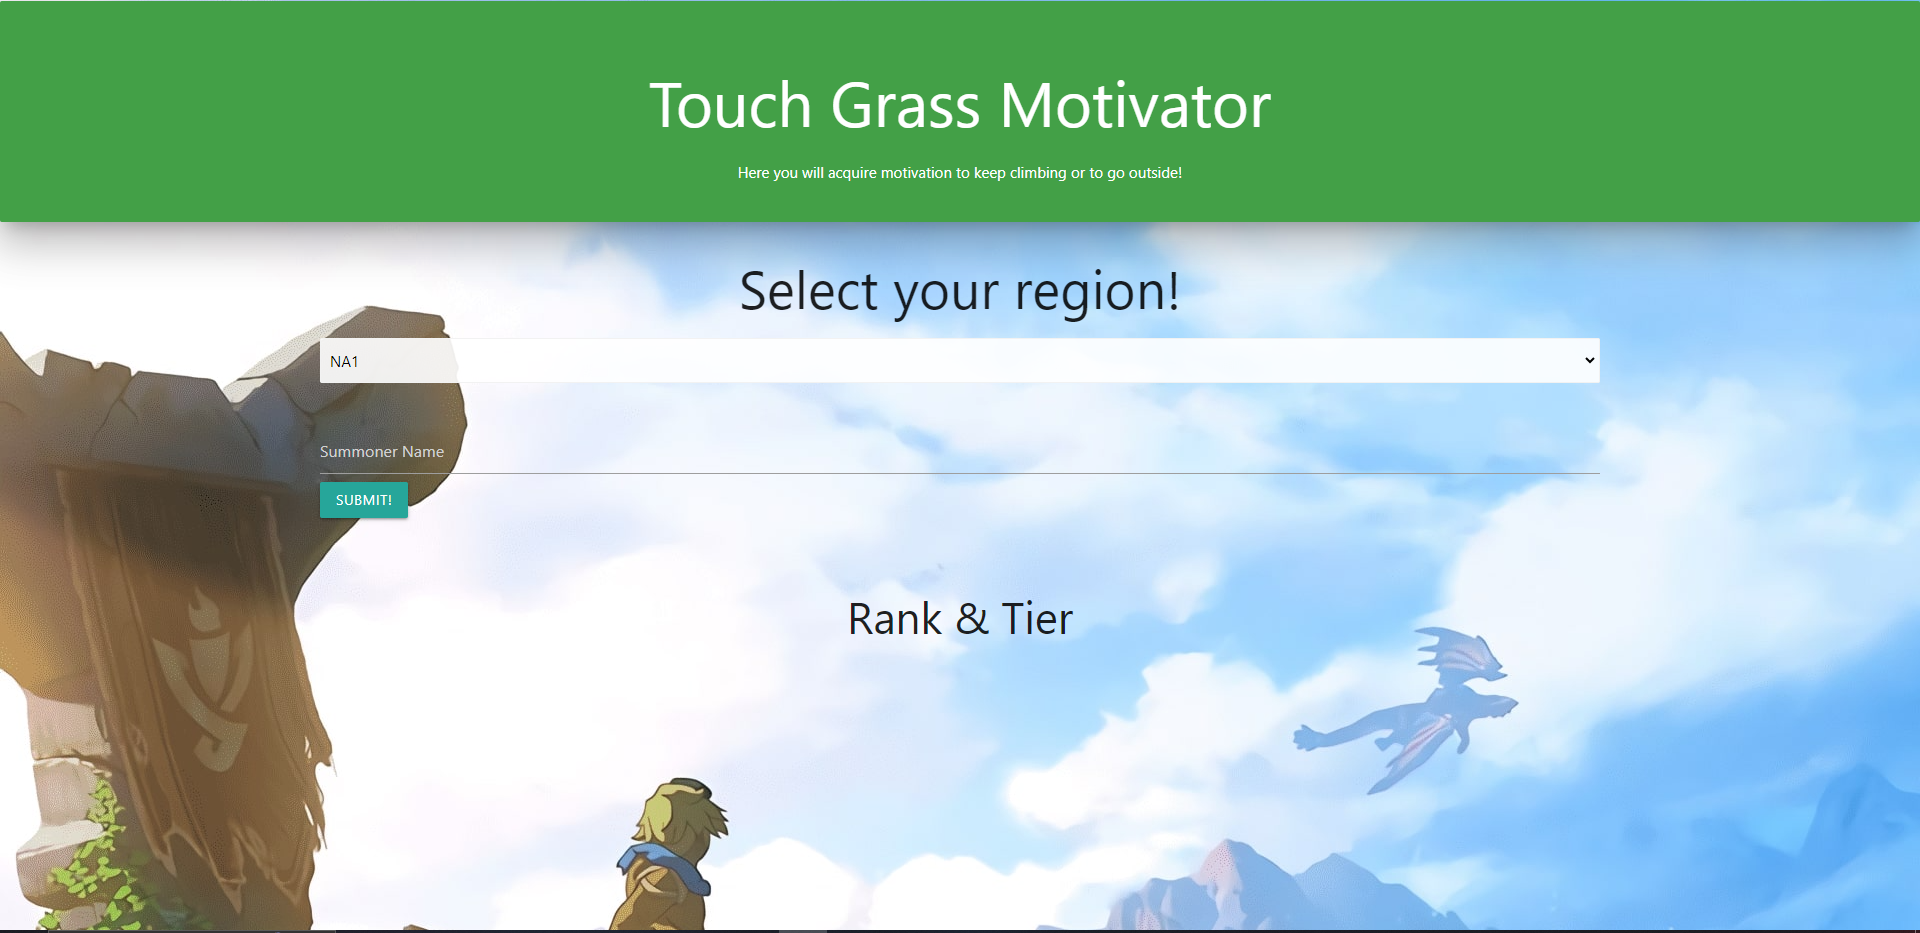 Touch Grass Motivator
Here you will acquire motivation to keep climbing or to go outside!
Select your region!
NA1
Summoner Name
SUBMIT!
Rank & Tier